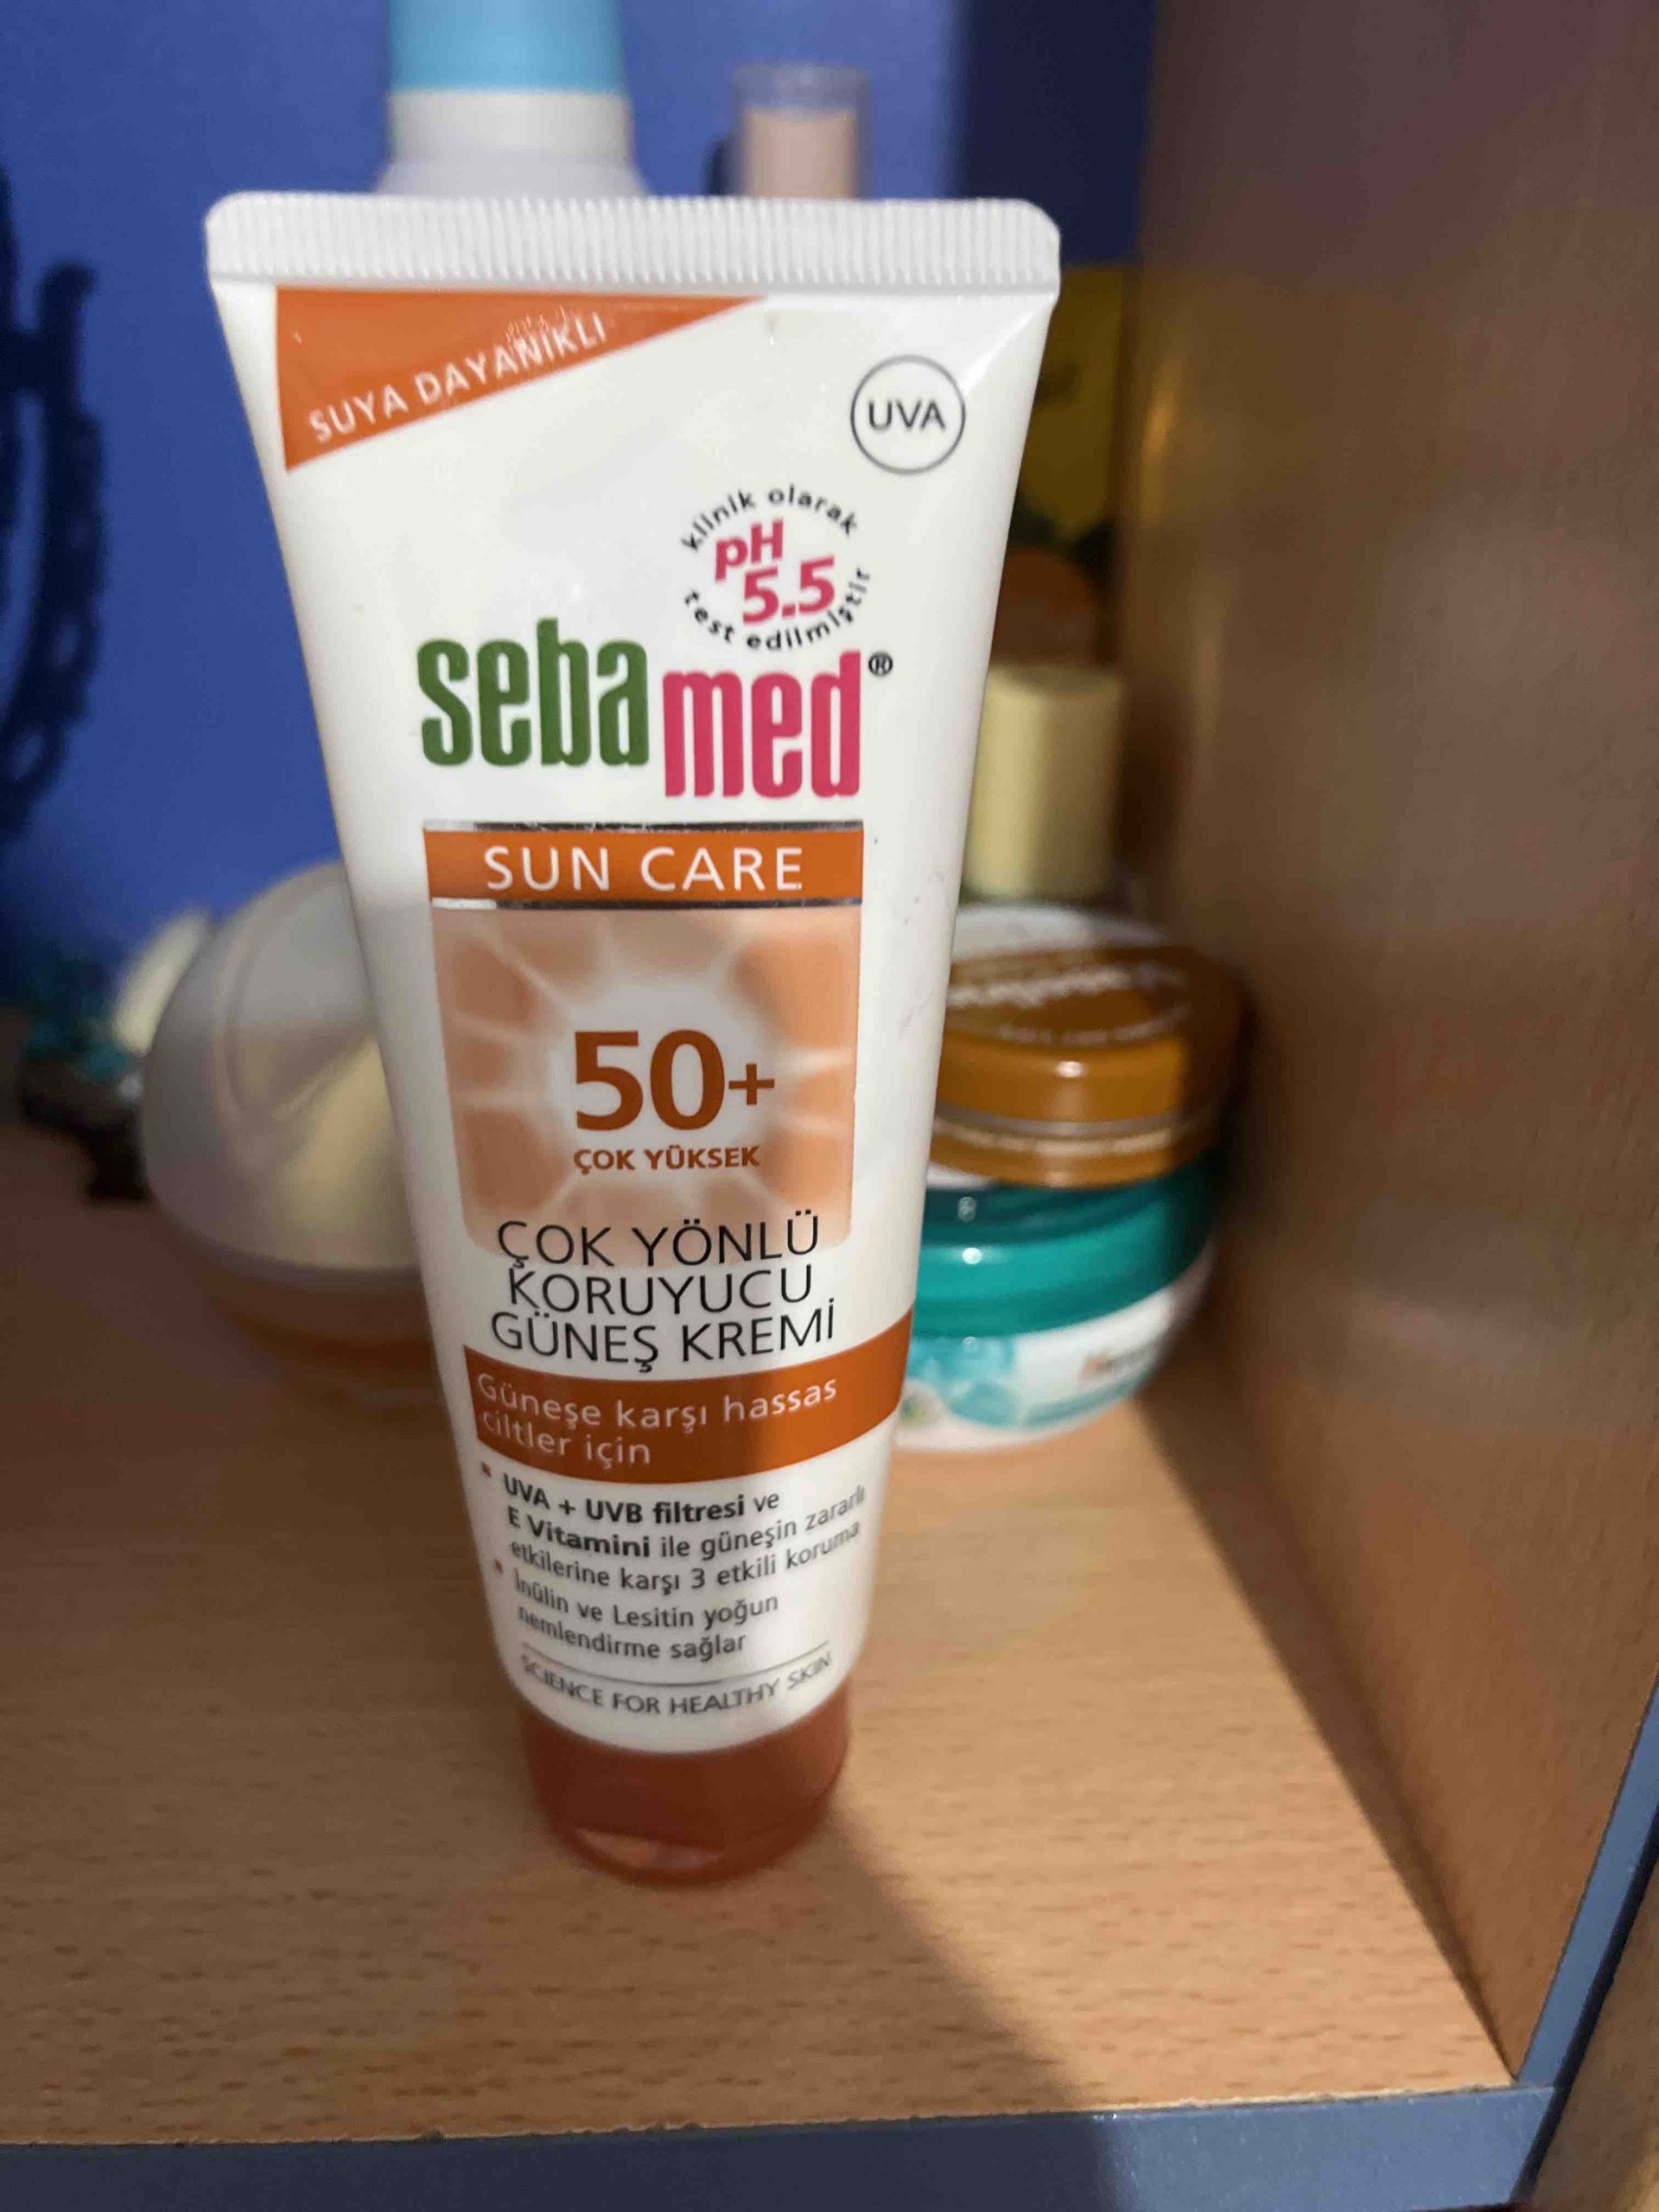 SUYA DAYANIKLI
UVA
klinik olarak
pH
5.5
test edilmiştir
sebamed®
SUN CARE
50+
ÇOK YÜKSEK
ÇOK YÖNLÜ
KORUYUCU
GÜNEŞ KREMİ
Güneşe karşı hassas
ciltler için
UVA + UVB filtresi ve
E Vitamini ile güneşin zararlı
etkilerine karşı 3 etkili koruma
İnülin ve Lesitin yoğun
nemlendirme sağlar
SCIENCE FOR HEALTHY SKIN